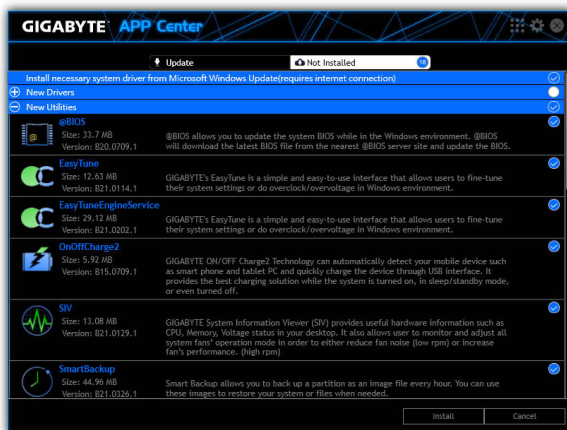 GIGABYTE APP Center
Update
Not Installed 18
Install necessary system driver from Microsoft Windows Update(requires internet connection)
New Drivers
New Utilities
@BIOS
Size: 33.7 MB
Version: B20.0709.1
@BIOS allows you to update the system BIOS while in the Windows environment. @BIOS
will download the latest BIOS file from the nearest @BIOS server site and update the BIOS.
EasyTune
Size: 12.63 MB
Version: B21.0114.1
GIGABYTE's EasyTune is a simple and easy-to-use interface that allows users to fine-tune
their system settings or do overclock/overvoltage in Windows environment.
EasyTuneEngineService
Size: 29.12 MB
Version: B21.0202.1
GIGABYTE's EasyTune is a simple and easy-to-use interface that allows users to fine-tune
their system settings or do overclock/overvoltage in Windows environment.
OnOffCharge2
Size: 5.92 MB
Version: B15.0709.1
GIGABYTE ON/OFF Charge2 Technology can automatically detect your mobile device such
as smart phone and tablet PC and quickly charge the device through USB interface. It
provides the best charging solution while the system is turned on, in sleep/standby mode,
or even turned off.
SIV
Size: 13.08 MB
Version: B21.0129.1
GIGABYTE System Information Viewer (SIV) provides useful hardware information such as
CPU, Memory, Voltage status in your desktop. It also allows user to monitor and adjust all
system fans' operation mode in order to either reduce fan noise (low rpm) or increase
fan's performance. (high rpm)
SmartBackup
Size: 44.96 MB
Version: B21.0326.1
Smart Backup allows you to back up a partition as an image file every hour. You can use
these images to restore your system or files when needed.
Install
Cancel